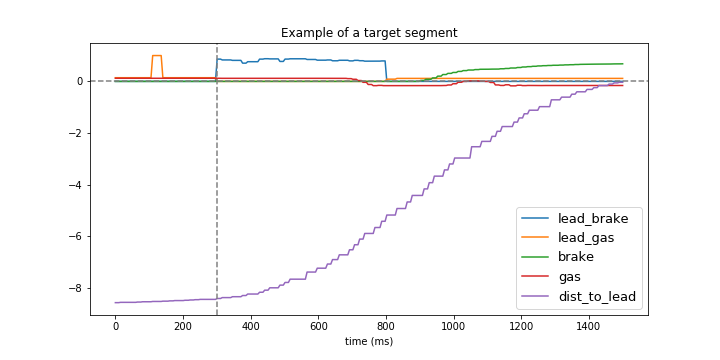 Example of a target segment
0
−2
−4
−6
−8
lead_brake
lead_gas
brake
gas
dist_to_lead
0 200 400 600 800 1000 1200 1400
time (ms)